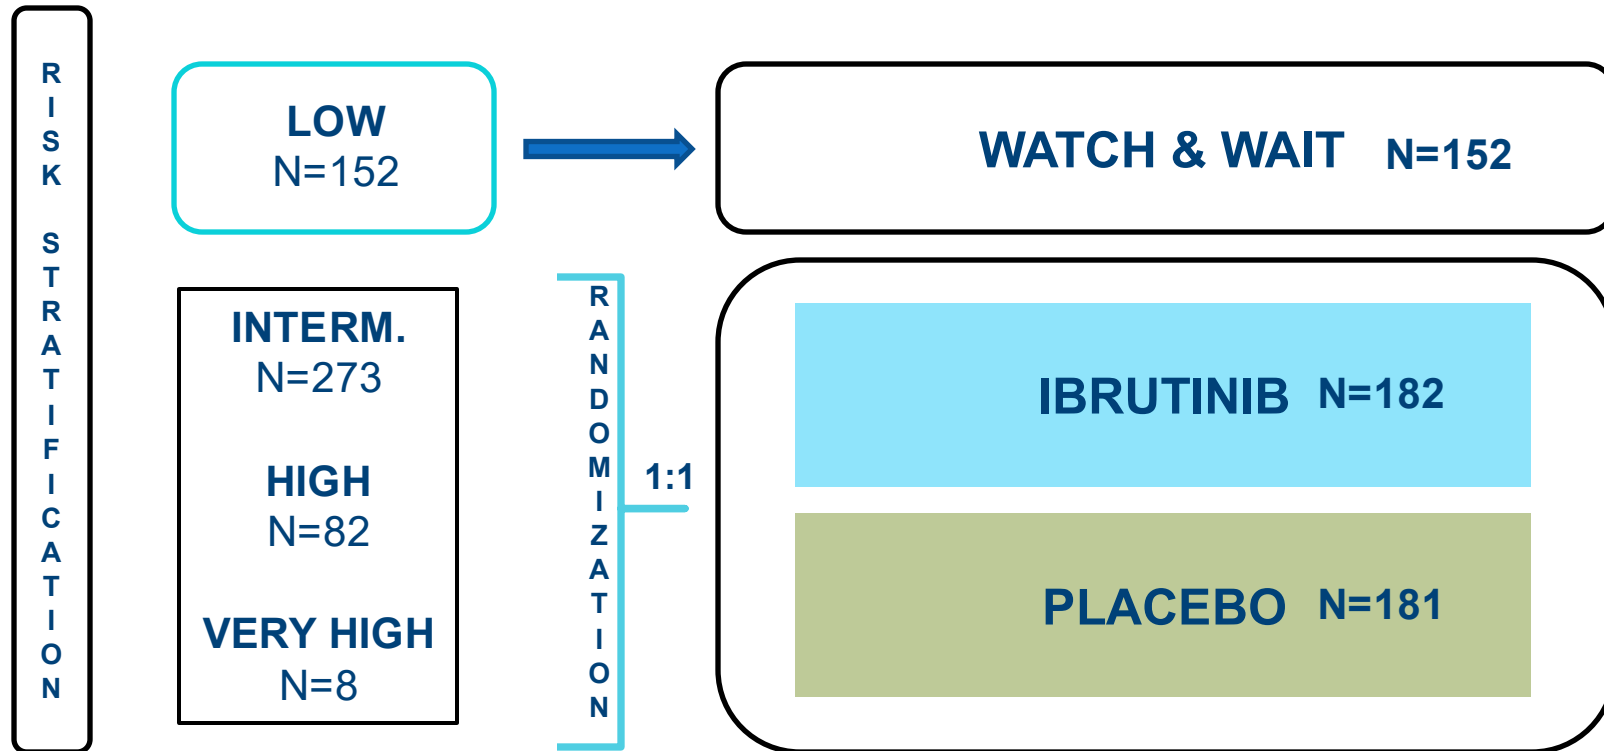 RISK STRATIFICATION
LOW
N=152
WATCH & WAIT N=152
INTERM.
N=273
HIGH
N=82
VERY HIGH
N=8
RANDOMIZATION
1:1
IBRUTINIB N=182
PLACEBO N=181